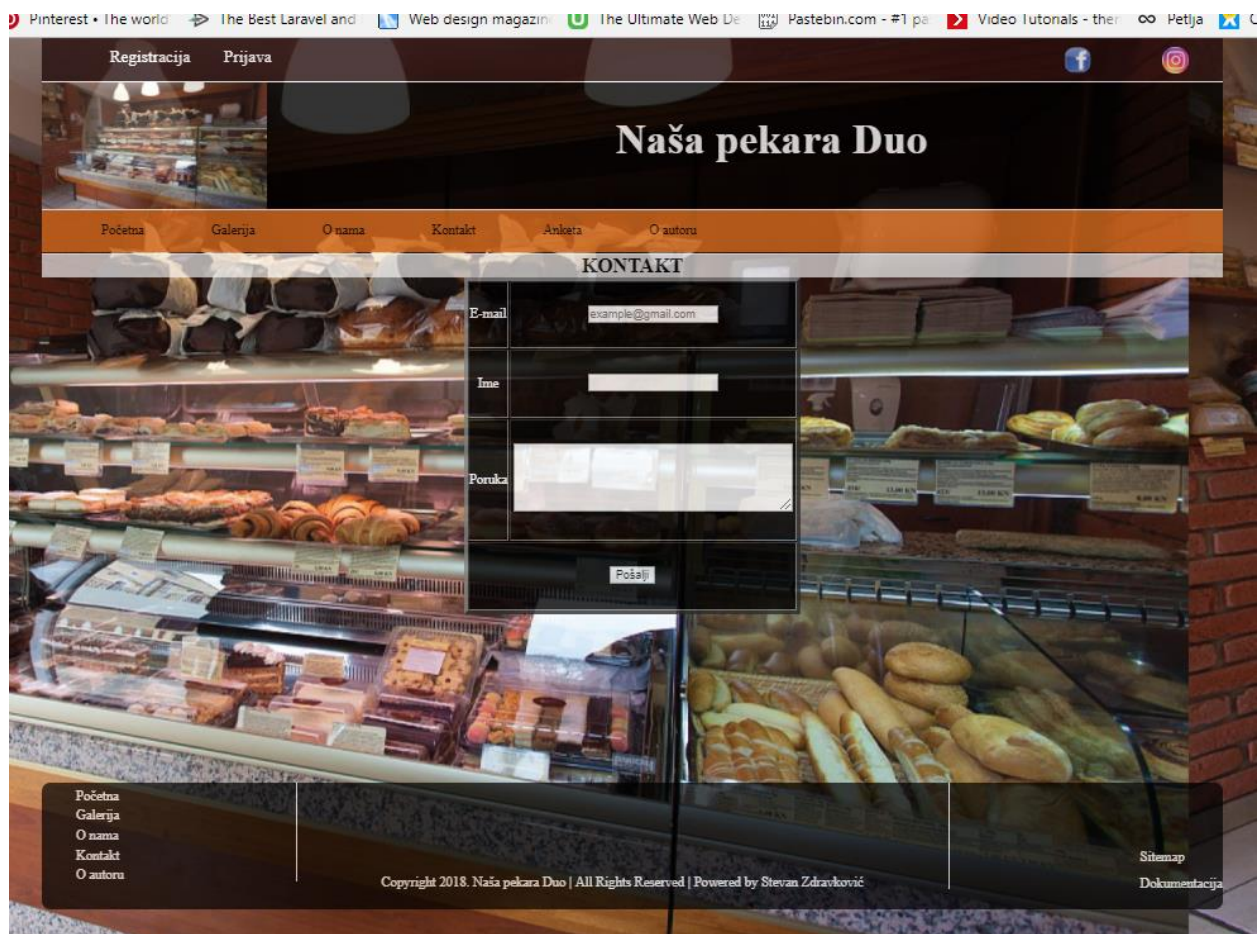 Pinterest • The world The Best Laravel and Web design magazin The Ultimate Web De Pastebin.com - #1 pa Video Tutorials - ther Petlja
Registracija Prijava
Naša pekara Duo
Početna Galerija O nama Kontakt Anketa O autoru
KONTAKT
E-mail example@gmail.com
Ime
Poruka
Pošalji
Početna
Galerija
O nama
Kontakt
O autoru
Copyright 2018. Naša pekara Duo | All Rights Reserved | Powered by Stevan Zdravković
Sitemap
Dokumentacija